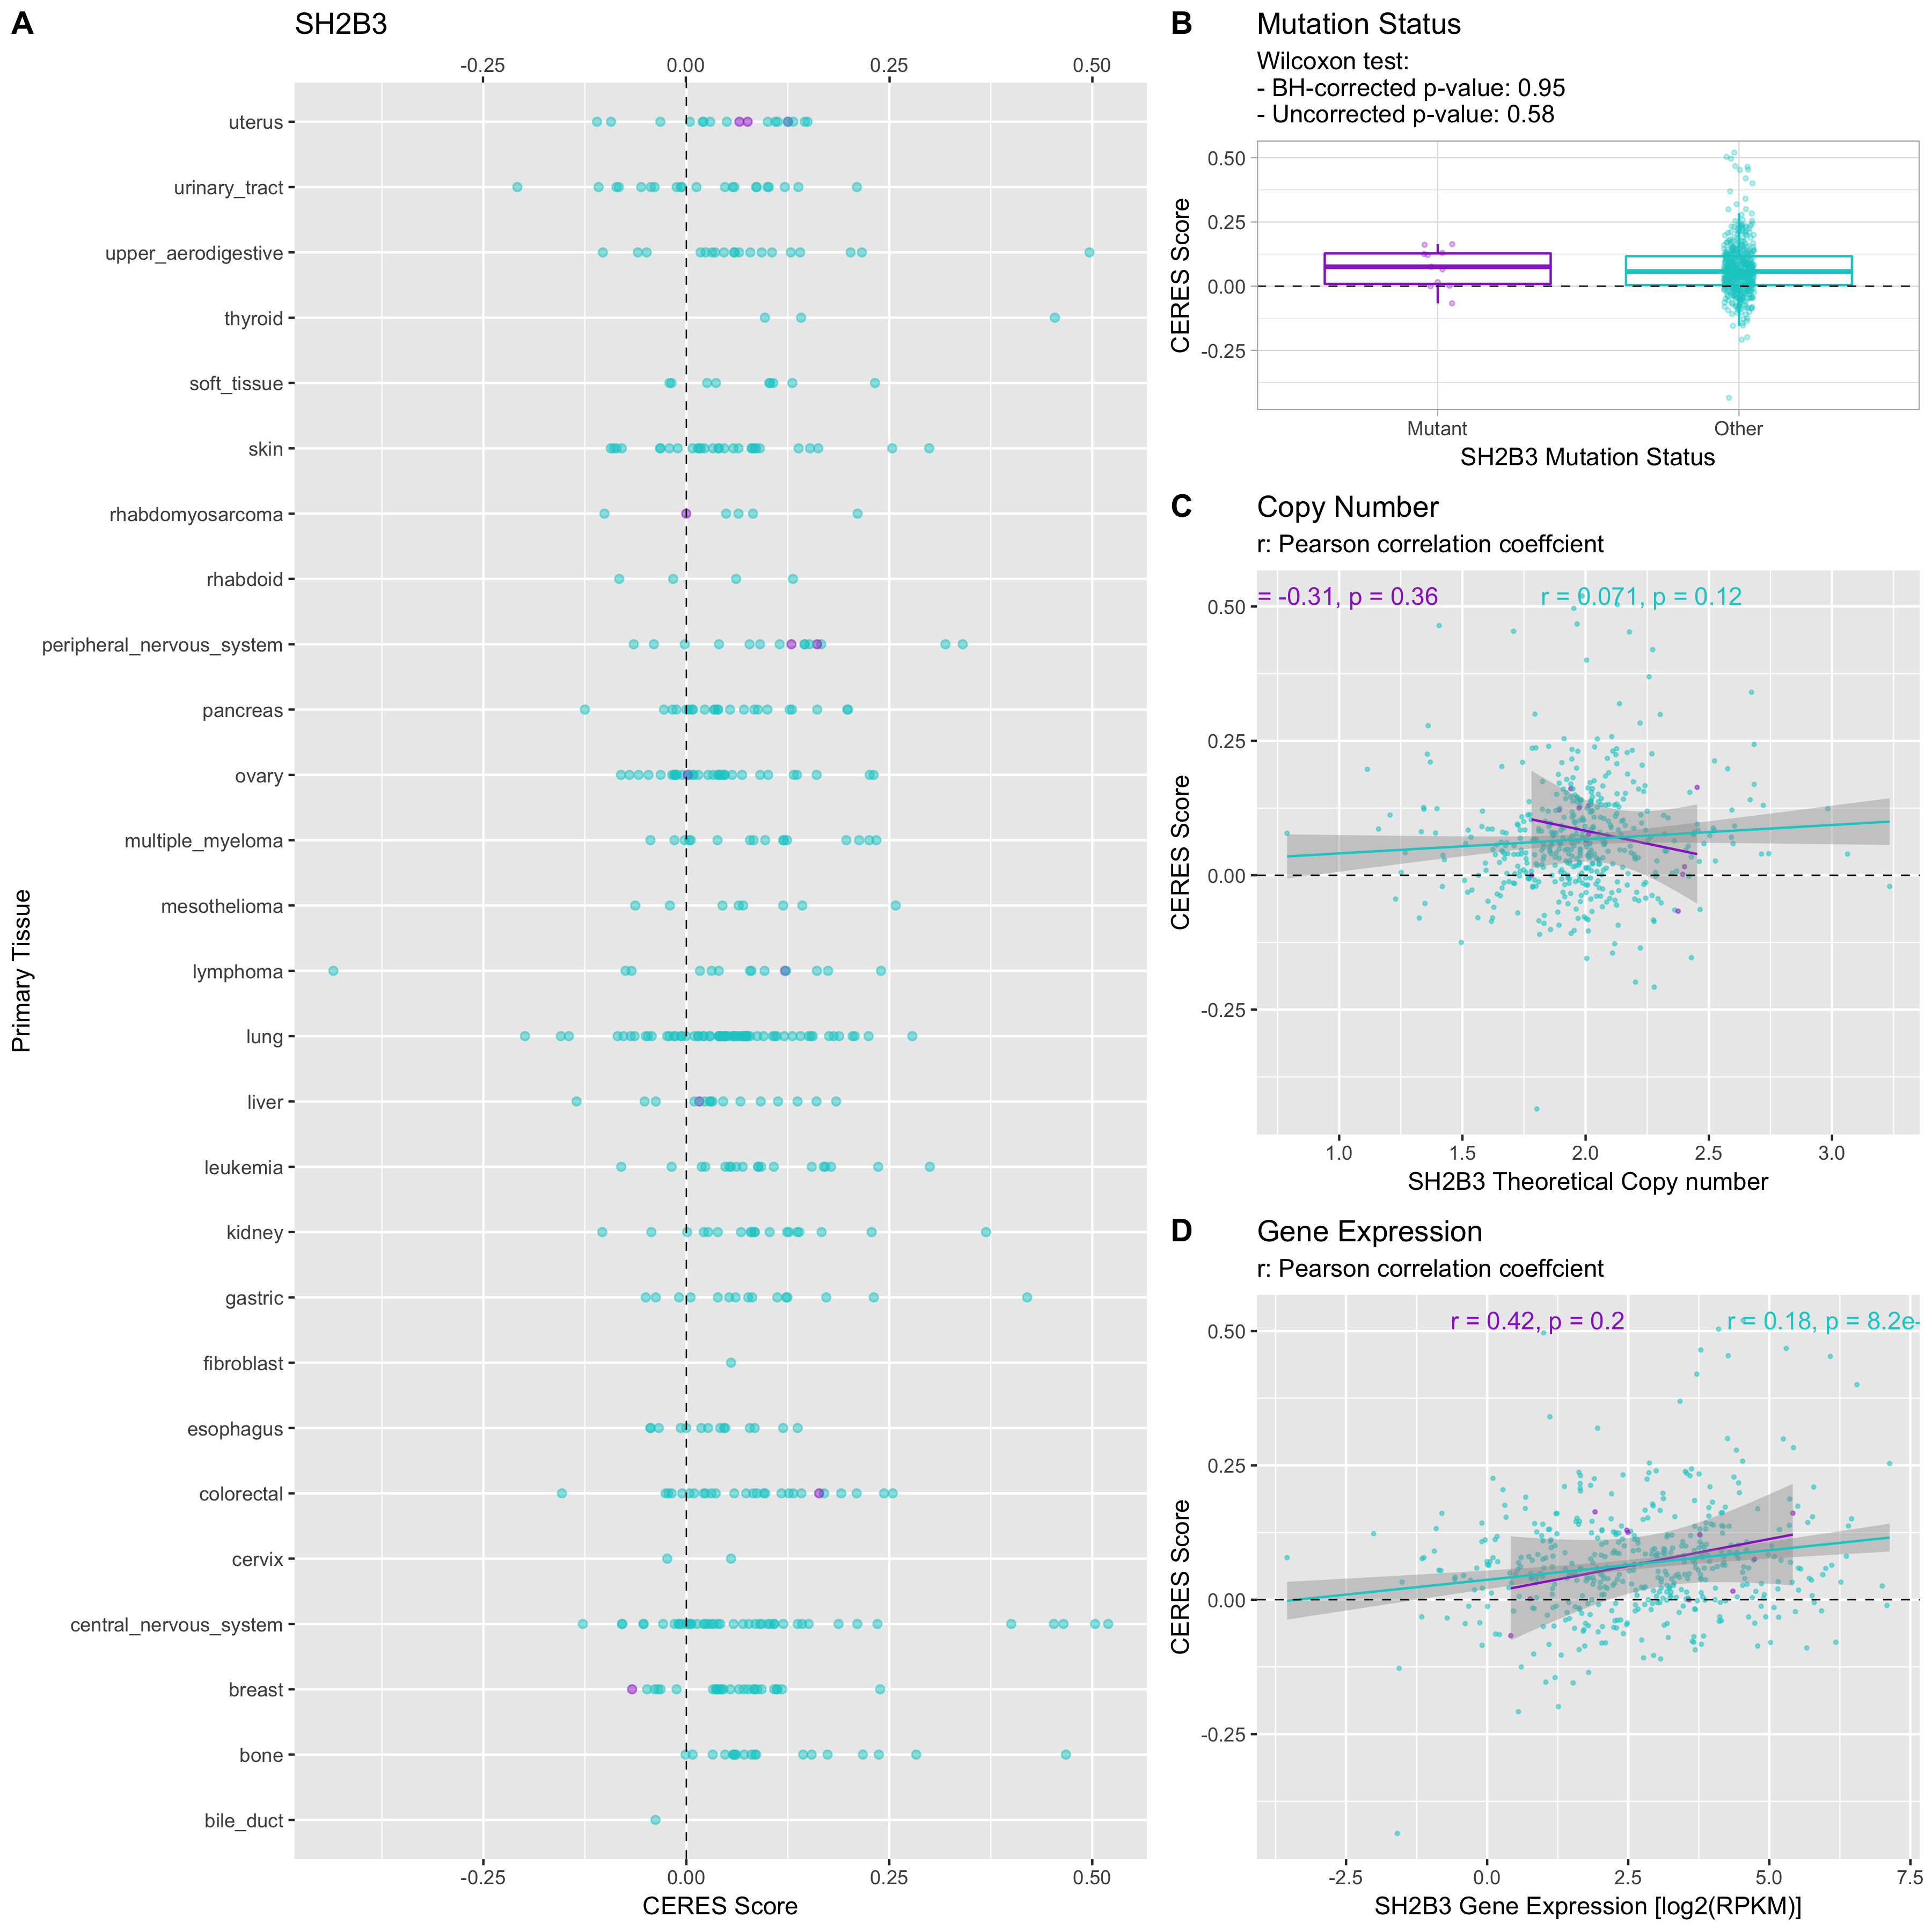 A
SH2B3
-0.25 0.00 0.25 0.50
Primary Tissue
uterus
urinary_tract
upper_aerodigestive
thyroid
soft_tissue
skin
rhabdomyosarcoma
rhabdoid
peripheral_nervous_system
pancreas
ovary
multiple_myeloma
mesothelioma
lymphoma
lung
liver
leukemia
kidney
gastric
fibroblast
esophagus
colorectal
cervix
central_nervous_system
breast
bone
bile_duct
-0.25 0.00 0.25 0.50
CERES Score
B
Mutation Status
Wilcoxon test:
- BH-corrected p-value: 0.95
- Uncorrected p-value: 0.58
CERES Score
0.50
0.25
0.00
-0.25
Mutant Other
SH2B3 Mutation Status
C
Copy Number
r: Pearson correlation coeffcient
= -0.31, p = 0.36 r = 0.071, p = 0.12
CERES Score
0.50
0.25
0.00
-0.25
1.0 1.5 2.0 2.5 3.0
SH2B3 Theoretical Copy number
D
Gene Expression
r: Pearson correlation coeffcient
r = 0.42, p = 0.2 r = 0.18, p = 8.2e-
CERES Score
0.50
0.25
0.00
-0.25
-2.5 0.0 2.5 5.0 7.5
SH2B3 Gene Expression [log2(RPKM)]